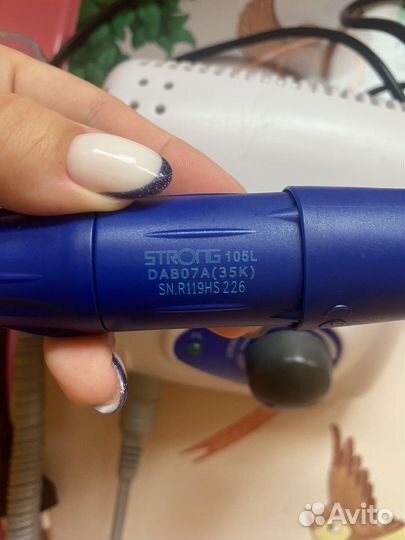 STRONG 105L
DAB07A(35K)
SN.R119HS 226
Avito